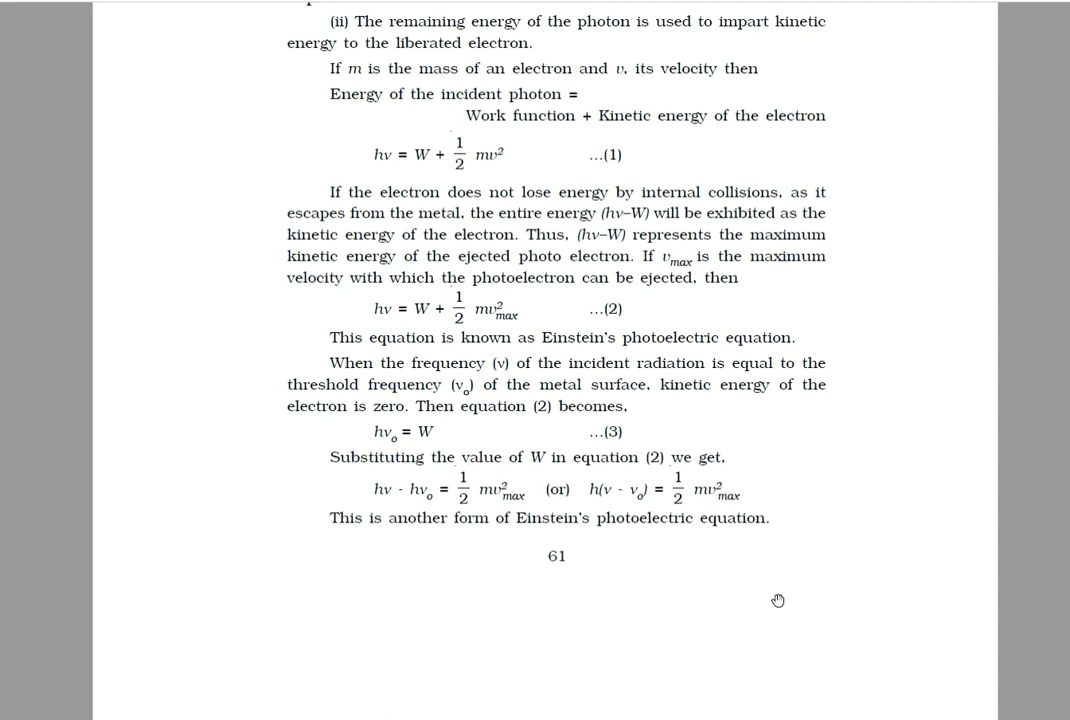 (ii) The remaining energy of the photon is used to impart kinetic
energy to the liberated electron.
If m is the mass of an electron and υ, its velocity then
Energy of the incident photon =
Work function + Kinetic energy of the electron
hν = W + 1/2 mυ² ...(1)
If the electron does not lose energy by internal collisions, as it
escapes from the metal, the entire energy (hν–W) will be exhibited as the
kinetic energy of the electron. Thus, (hν–W) represents the maximum
kinetic energy of the ejected photo electron. If υmax is the maximum
velocity with which the photoelectron can be ejected, then
hν = W + 1/2 mυ²max ...(2)
This equation is known as Einstein's photoelectric equation.
When the frequency (ν) of the incident radiation is equal to the
threshold frequency (νo) of the metal surface, kinetic energy of the
electron is zero. Then equation (2) becomes,
hνo = W ...(3)
Substituting the value of W in equation (2) we get,
hν - hνo = 1/2 mυ²max (or) h(ν - νo) = 1/2 mυ²max
This is another form of Einstein's photoelectric equation.
61